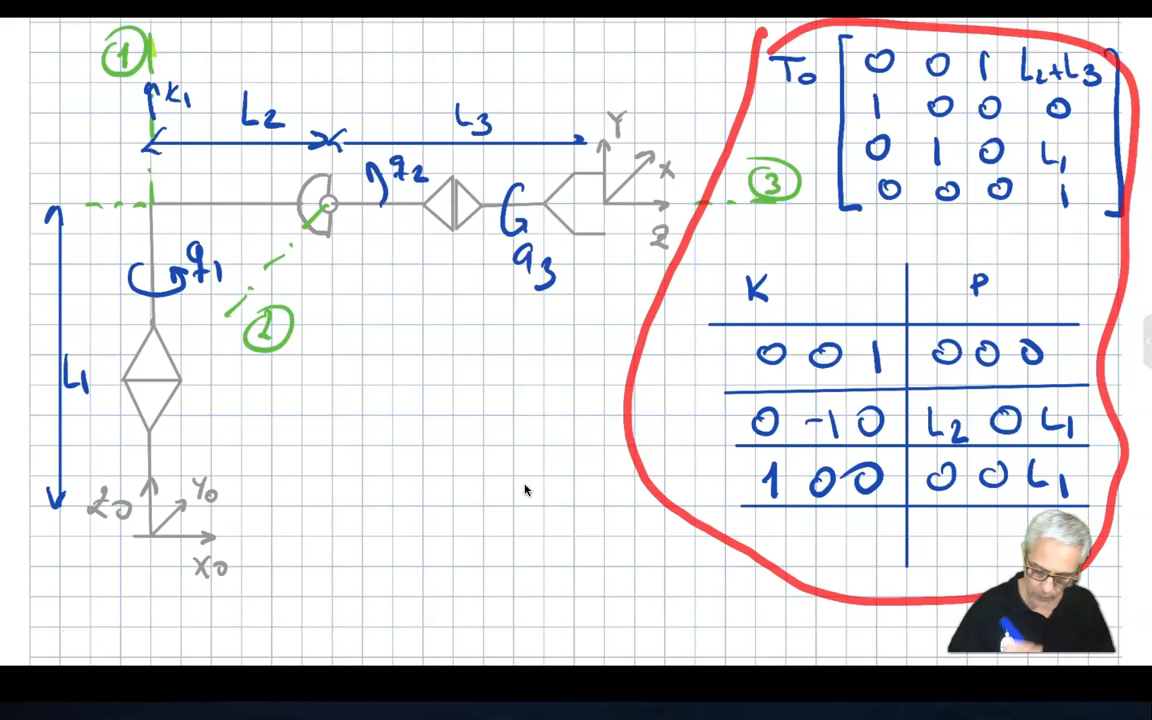 1
K1
L2
L3
Y
X
Z
q2
q3
3
q1
2
L1
Z0
Y0
X0
T0
0 0 1 L2+L3
1 0 0 0
0 1 0 L1
0 0 0 1
K P
0 0 1 0 0 0
0 -1 0 L2 0 L1
1 0 0 0 0 L1